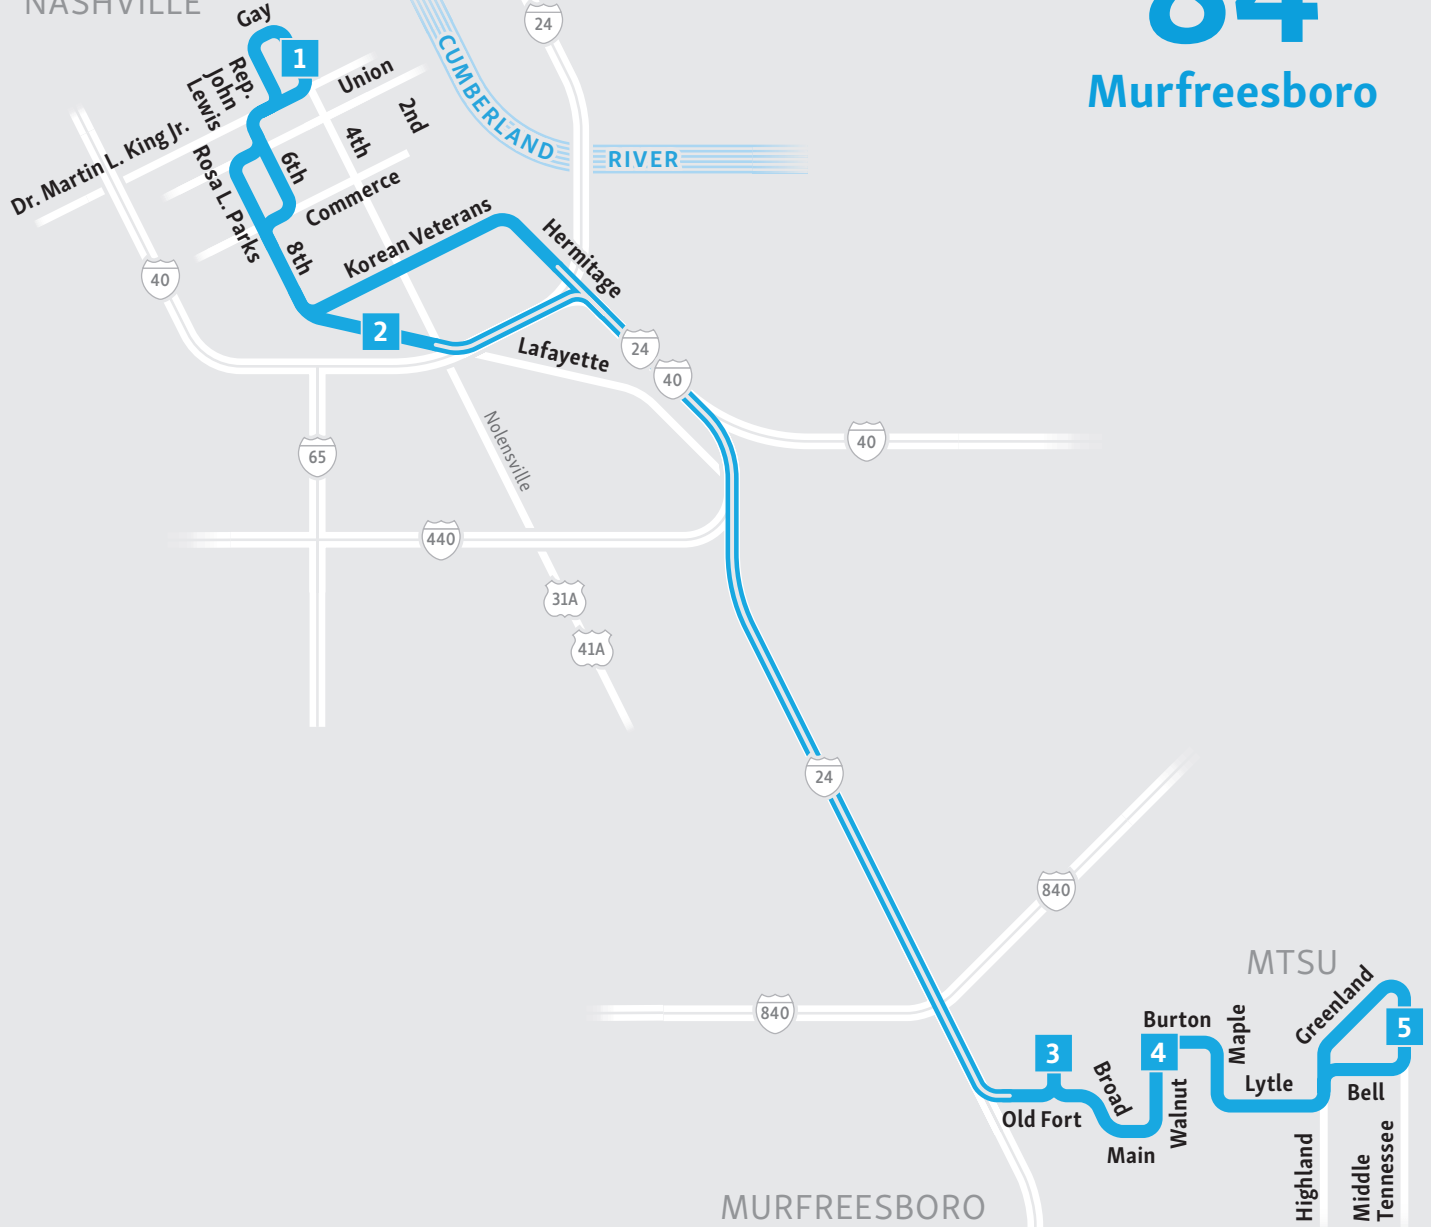 NASHVILLE
84
Murfreesboro
Gay
1
24
CUMBERLAND
RIVER
Rep.
John
Lewis
Union
2nd
4th
Dr. Martin L. King Jr.
6th
Rosa L. Parks
Commerce
8th
Korean Veterans
Hermitage
40
2
Lafayette
24
40
40
65
Nolensville
440
31A
41A
24
840
840
MTSU
Greenland
5
Burton
Maple
3
4
Broad
Lytle
Bell
Old Fort
Walnut
Main
Highland
Middle
Tennessee
MURFREESBORO